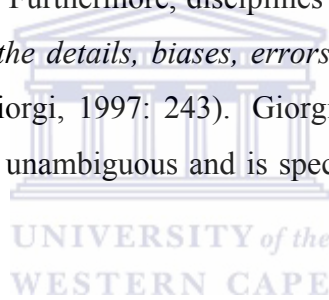 Furthermore, disciplines
the details, biases, errors
iorgi, 1997: 243). Giorgi
unambiguous and is spec
UNIVERSITY of the
WESTERN CAPE